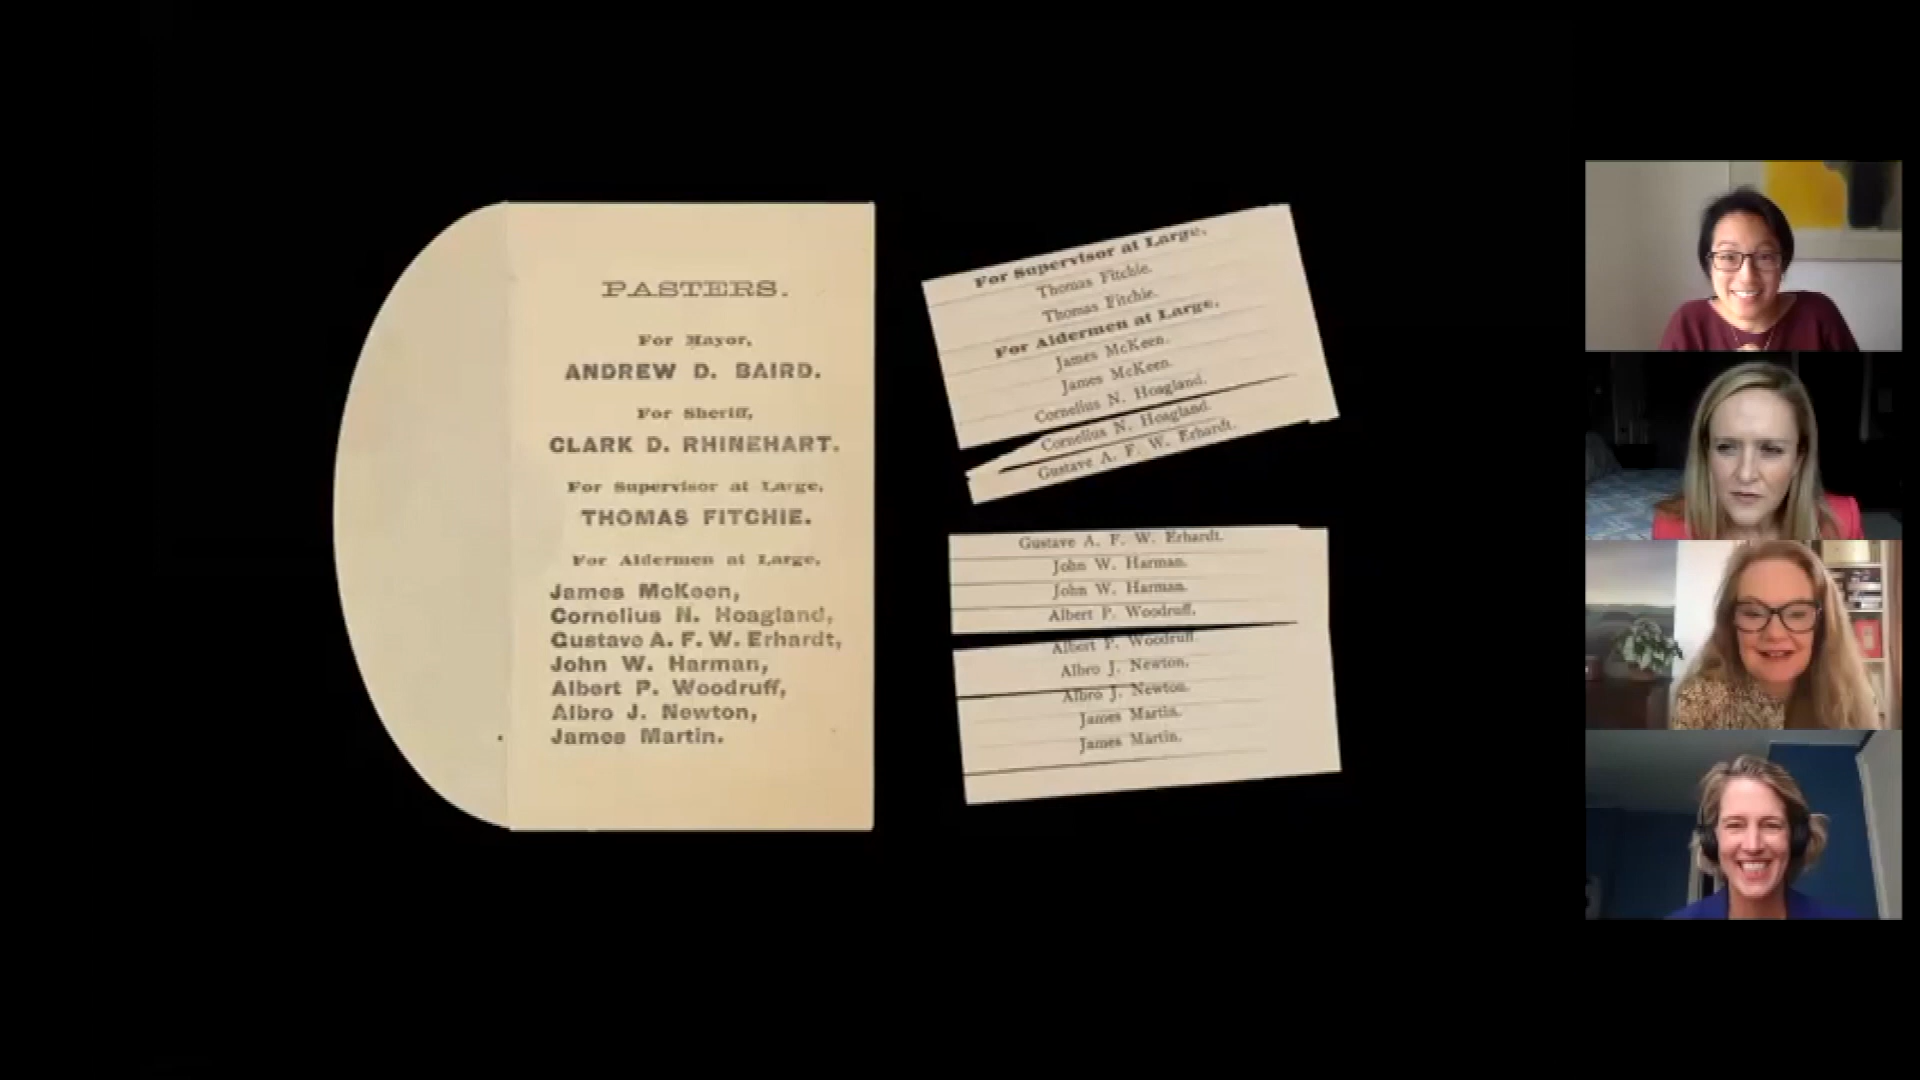 PASTERS.
For Mayor,
ANDREW D. BAIRD.
For Sheriff,
CLARK D. RHINEHART.
For Supervisor at Large,
THOMAS FITCHIE.
For Aldermen at Large,
James McKeen,
Cornelius N. Hoagland,
Gustave A. F. W. Erhardt,
John W. Harman,
Albert P. Woodruff,
Albro J. Newton,
James Martin.
For Supervisor at Large,
Thomas Fitchie.
Thomas Fitchie.
For Aldermen at Large,
James McKeen.
James McKeen.
Cornelius N. Hoagland.
Cornelius N. Hoagland.
Gustave A. F. W. Erhardt.
Gustave A. F. W. Erhardt.
John W. Harman.
John W. Harman.
Albert P. Woodruff.
Albert P. Woodruff.
Albro J. Newton.
Albro J. Newton.
James Martin.
James Martin.